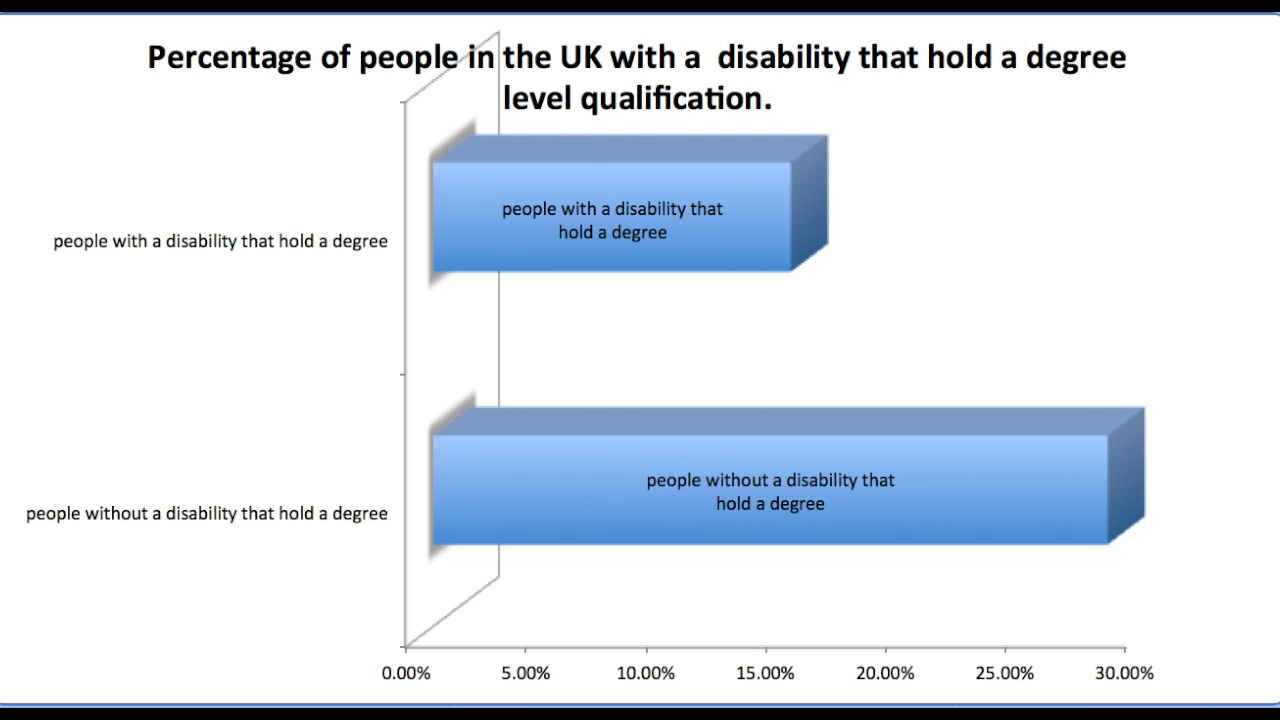 Percentage of people in the UK with a  disability that hold a degree
level qualification.
people with a disability that
hold a degree
people with a disability that hold a degree
people without a disability that
hold a degree
people without a disability that hold a degree
0.00% 5.00% 10.00% 15.00% 20.00% 25.00% 30.00%